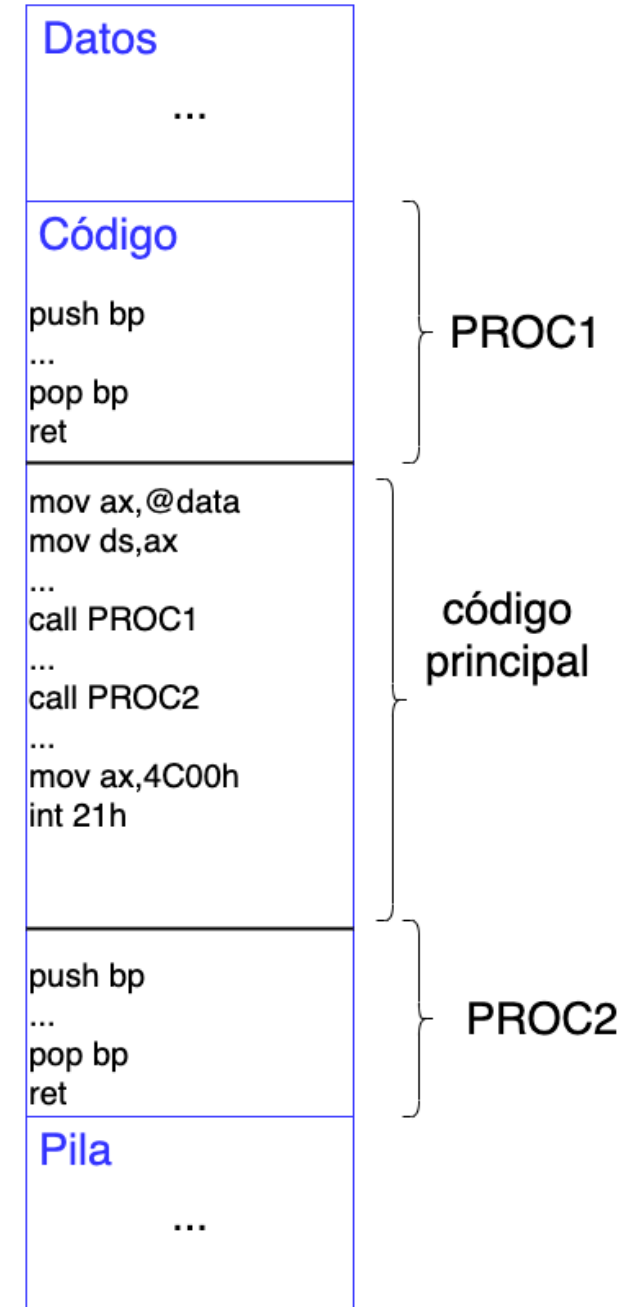 Datos
...
Código
push bp
...
pop bp
ret
PROC1
mov ax,@data
mov ds,ax
...
call PROC1
...
call PROC2
...
mov ax,4C00h
int 21h
código
principal
push bp
...
pop bp
ret
PROC2
Pila
...